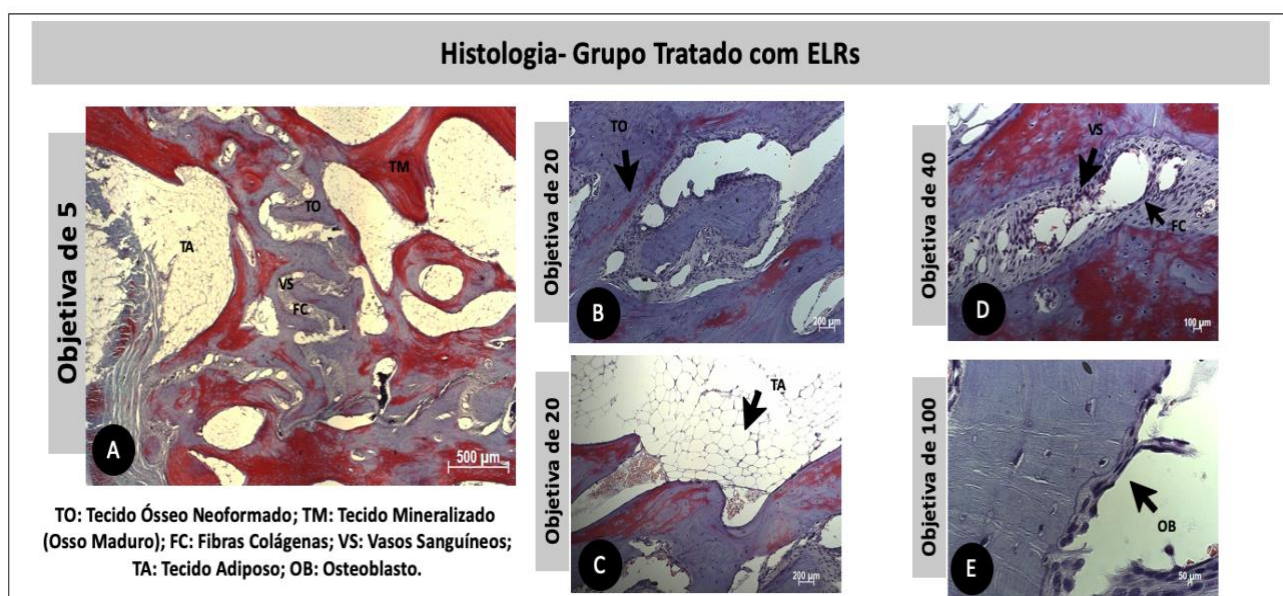 Histologia- Grupo Tratado com ELRs
Objetiva de 5
TM
TO
TA
VS
FC
A
500 µm
TO: Tecido Ósseo Neoformado; TM: Tecido Mineralizado
(Osso Maduro); FC: Fibras Colágenas; VS: Vasos Sanguíneos;
TA: Tecido Adiposo; OB: Osteoblasto.
Objetiva de 20
TO
B
200 µm
Objetiva de 20
TA
C
200 µm
Objetiva de 40
VS
FC
D
100 µm
Objetiva de 100
OB
E
50 µm